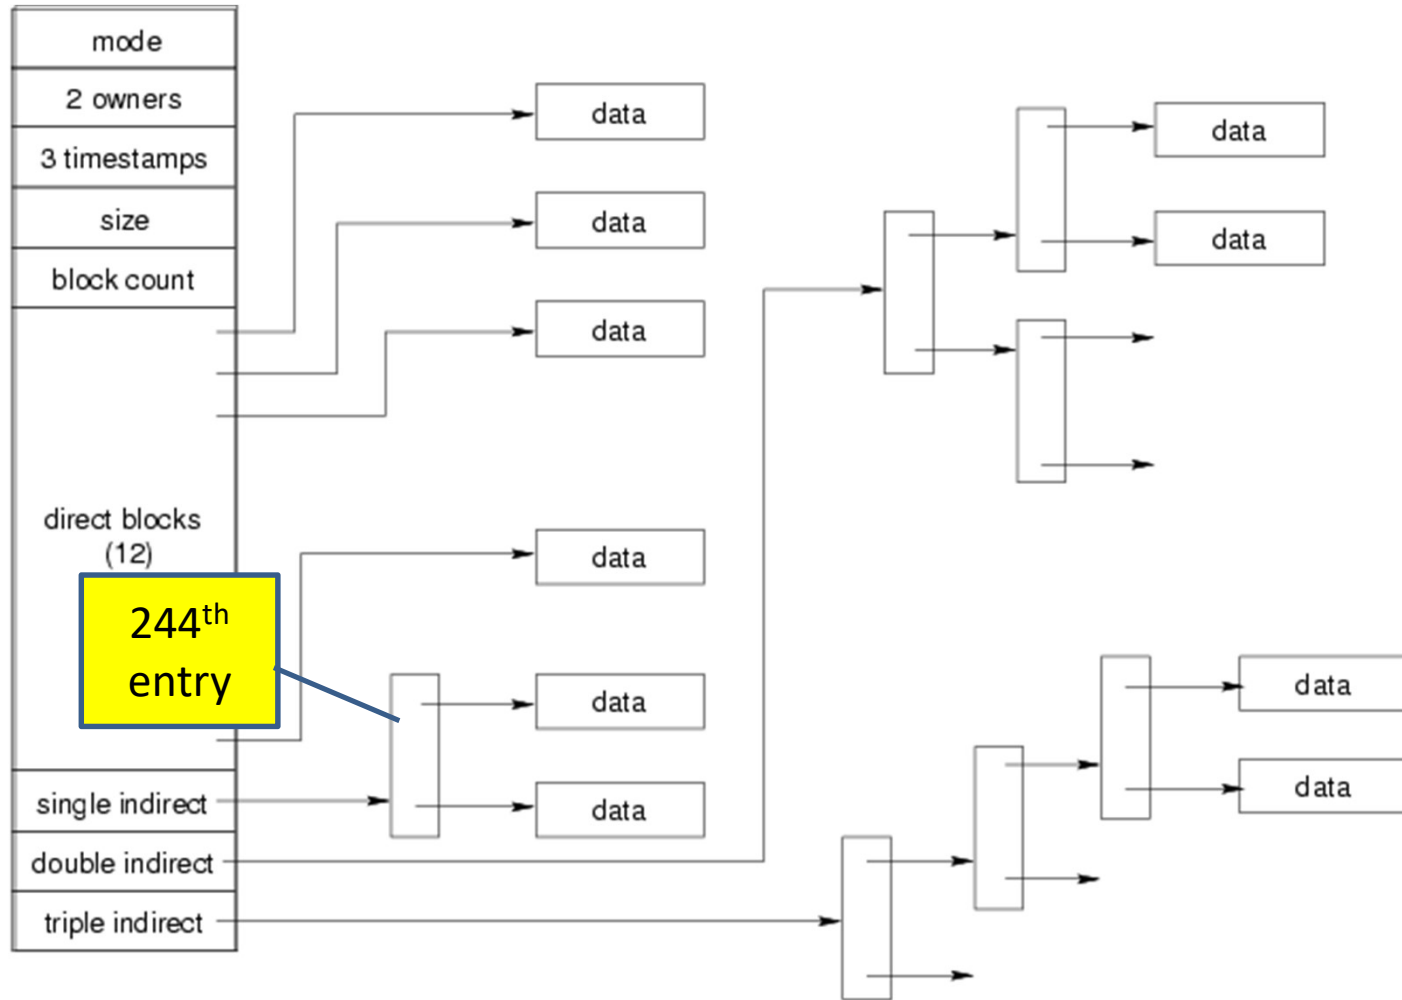 mode
2 owners
3 timestamps
size
block count
direct blocks
(12)
244th
entry
single indirect
double indirect
triple indirect
data
data
data
data
data
data
data
data
data
data